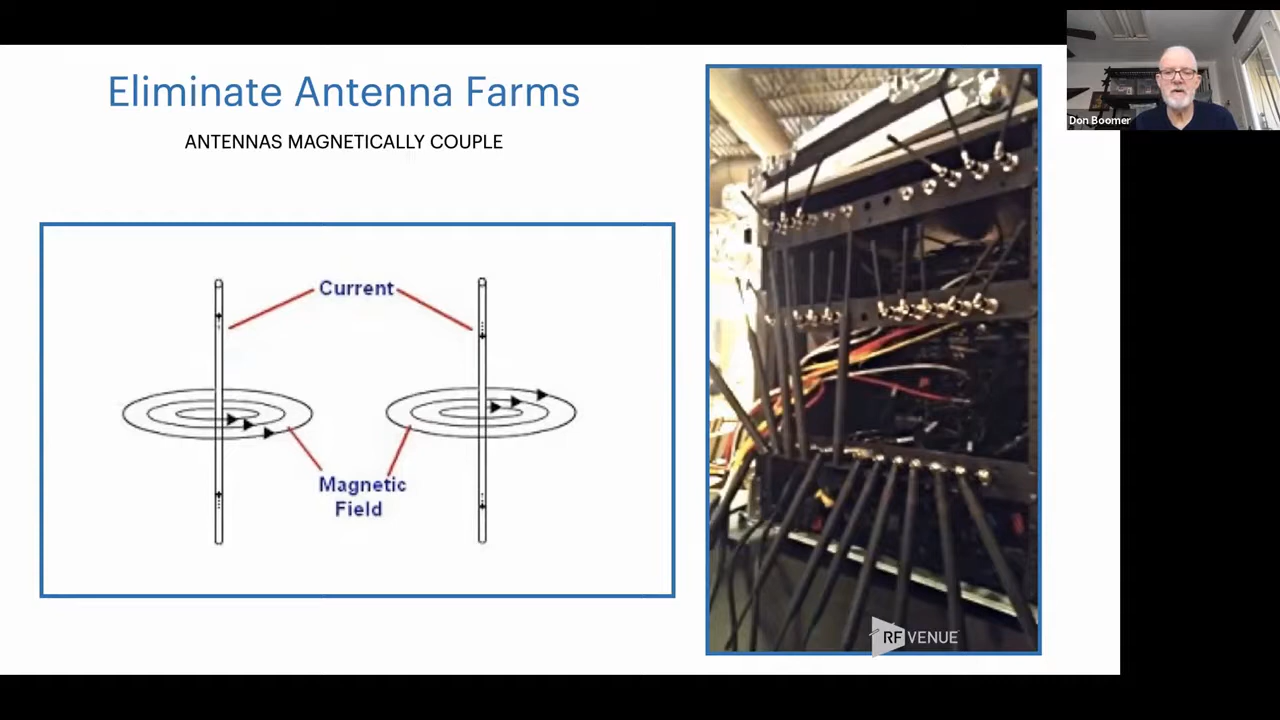 Eliminate Antenna Farms
ANTENNAS MAGNETICALLY COUPLE
Current
Magnetic
Field
RF VENUE
Don Boomer